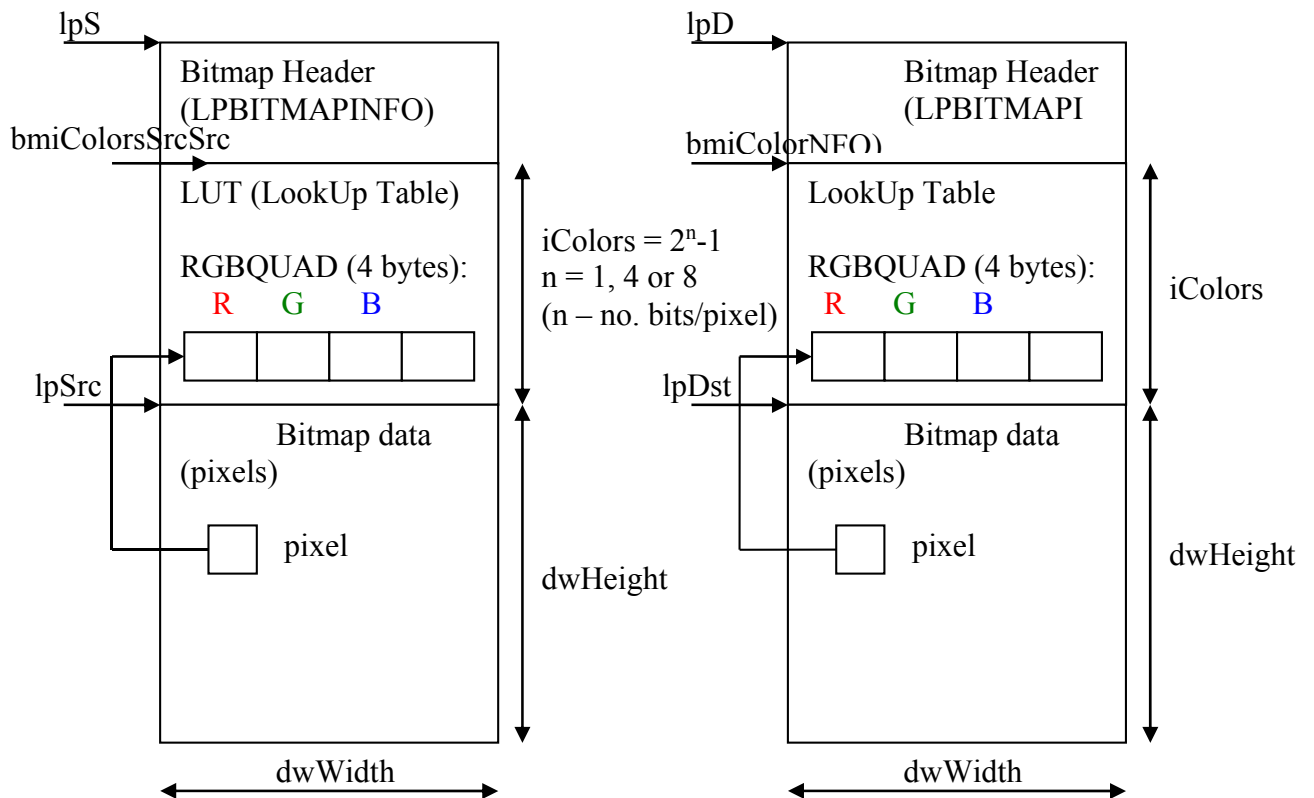 lpS
Bitmap Header
(LPBITMAPINFO)
bmiColorsSrcSrc
LUT (LookUp Table)
RGBQUAD (4 bytes):
R G B
lpSrc
Bitmap data
(pixels)
pixel
dwWidth
iColors = 2ⁿ-1
n = 1, 4 or 8
(n – no. bits/pixel)
dwHeight
lpD
Bitmap Header
(LPBITMAPI
NFO)
bmiColor
LookUp Table
RGBQUAD (4 bytes):
R G B
lpDst
Bitmap data
(pixels)
pixel
dwWidth
iColors
dwHeight